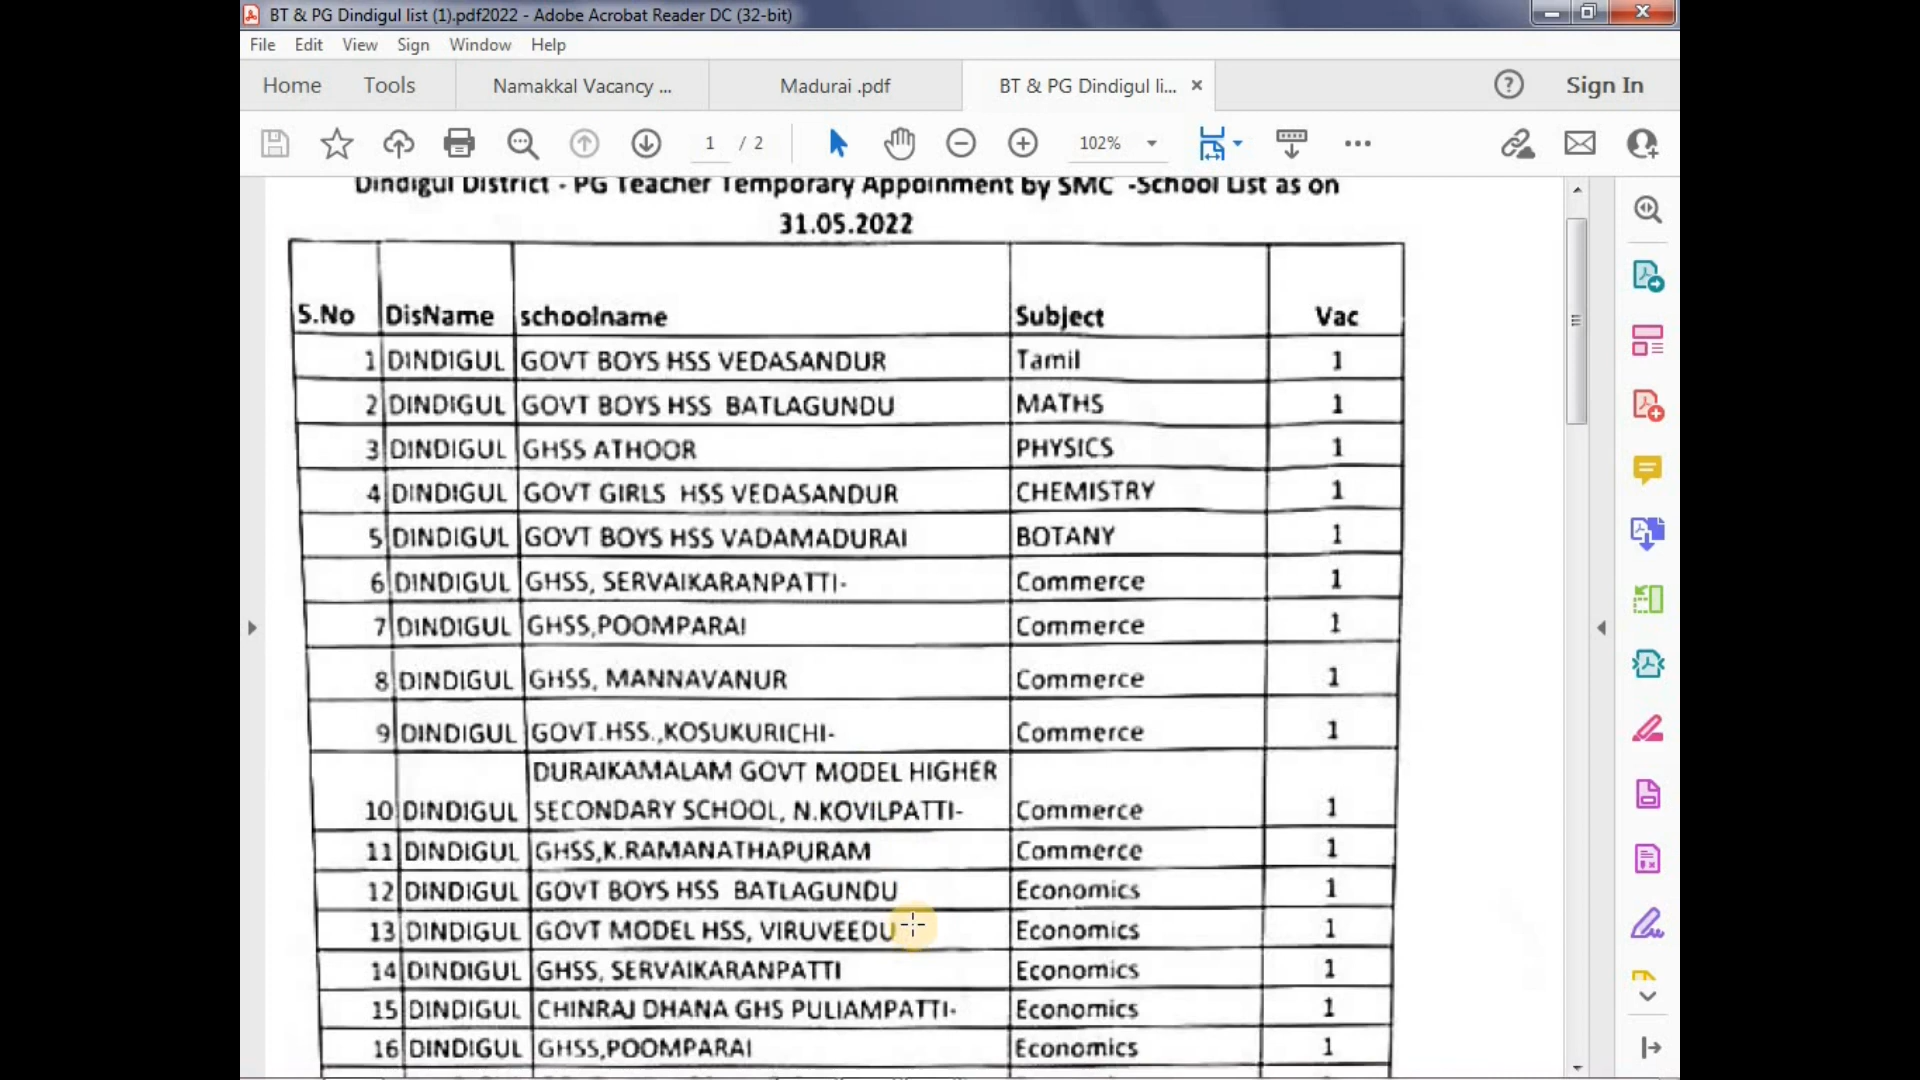 BT & PG Dindigul list (1).pdf2022 - Adobe Acrobat Reader DC (32-bit)
File Edit View Sign Window Help
Home Tools Namakkal Vacancy ... Madurai .pdf BT & PG Dindigul li... Sign In
1 / 2 102%
Dindigul District - PG Teacher Temporary Appoinment by SMC -School List as on
31.05.2022
S.No DisName schoolname Subject Vac
1 DINDIGUL GOVT BOYS HSS VEDASANDUR Tamil 1
2 DINDIGUL GOVT BOYS HSS BATLAGUNDU MATHS 1
3 DINDIGUL GHSS ATHOOR PHYSICS 1
4 DINDIGUL GOVT GIRLS HSS VEDASANDUR CHEMISTRY 1
5 DINDIGUL GOVT BOYS HSS VADAMADURAI BOTANY 1
6 DINDIGUL GHSS, SERVAIKARANPATTI- Commerce 1
7 DINDIGUL GHSS,POOMPARAI Commerce 1
8 DINDIGUL GHSS, MANNAVANUR Commerce 1
9 DINDIGUL GOVT.HSS.,KOSUKURICHI- Commerce 1
DURAIKAMALAM GOVT MODEL HIGHER
10 DINDIGUL SECONDARY SCHOOL, N.KOVILPATTI- Commerce 1
11 DINDIGUL GHSS,K.RAMANATHAPURAM Commerce 1
12 DINDIGUL GOVT BOYS HSS BATLAGUNDU Economics 1
13 DINDIGUL GOVT MODEL HSS, VIRUVEEDU Economics 1
14 DINDIGUL GHSS, SERVAIKARANPATTI Economics 1
15 DINDIGUL CHINRAJ DHANA GHS PULIAMPATTI- Economics 1
16 DINDIGUL GHSS,POOMPARAI Economics 1